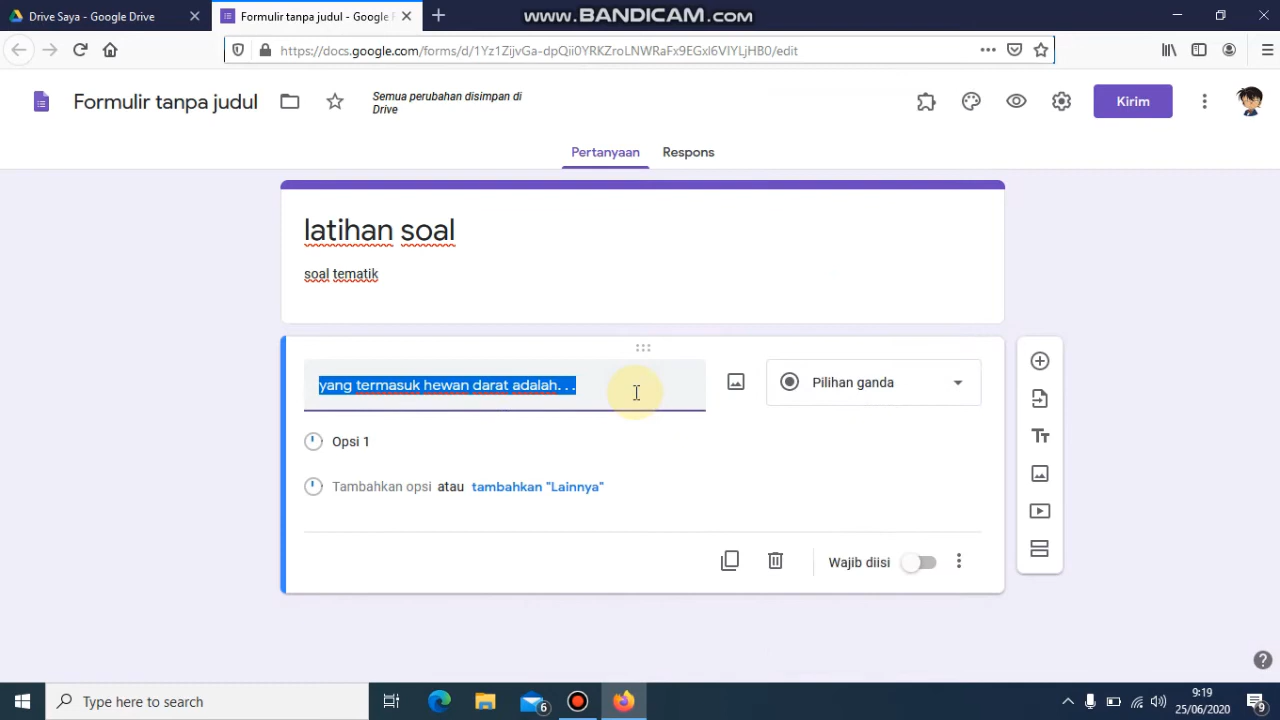 Drive Saya - Google Drive
Formulir tanpa judul - Google F
www.BANDICAM.com
https://docs.google.com/forms/d/1Yz1ZijvGa-dpQii0YRKZroLNWRaFx9EGxl6VIYLjHB0/edit
Formulir tanpa judul
Semua perubahan disimpan di
Drive
Kirim
Pertanyaan
Respons
latihan soal
soal tematik
yang termasuk hewan darat adalah. . .
Pilihan ganda
Opsi 1
Tambahkan opsi atau tambahkan "Lainnya"
Wajib diisi
Type here to search
6
9:19
25/06/2020
9